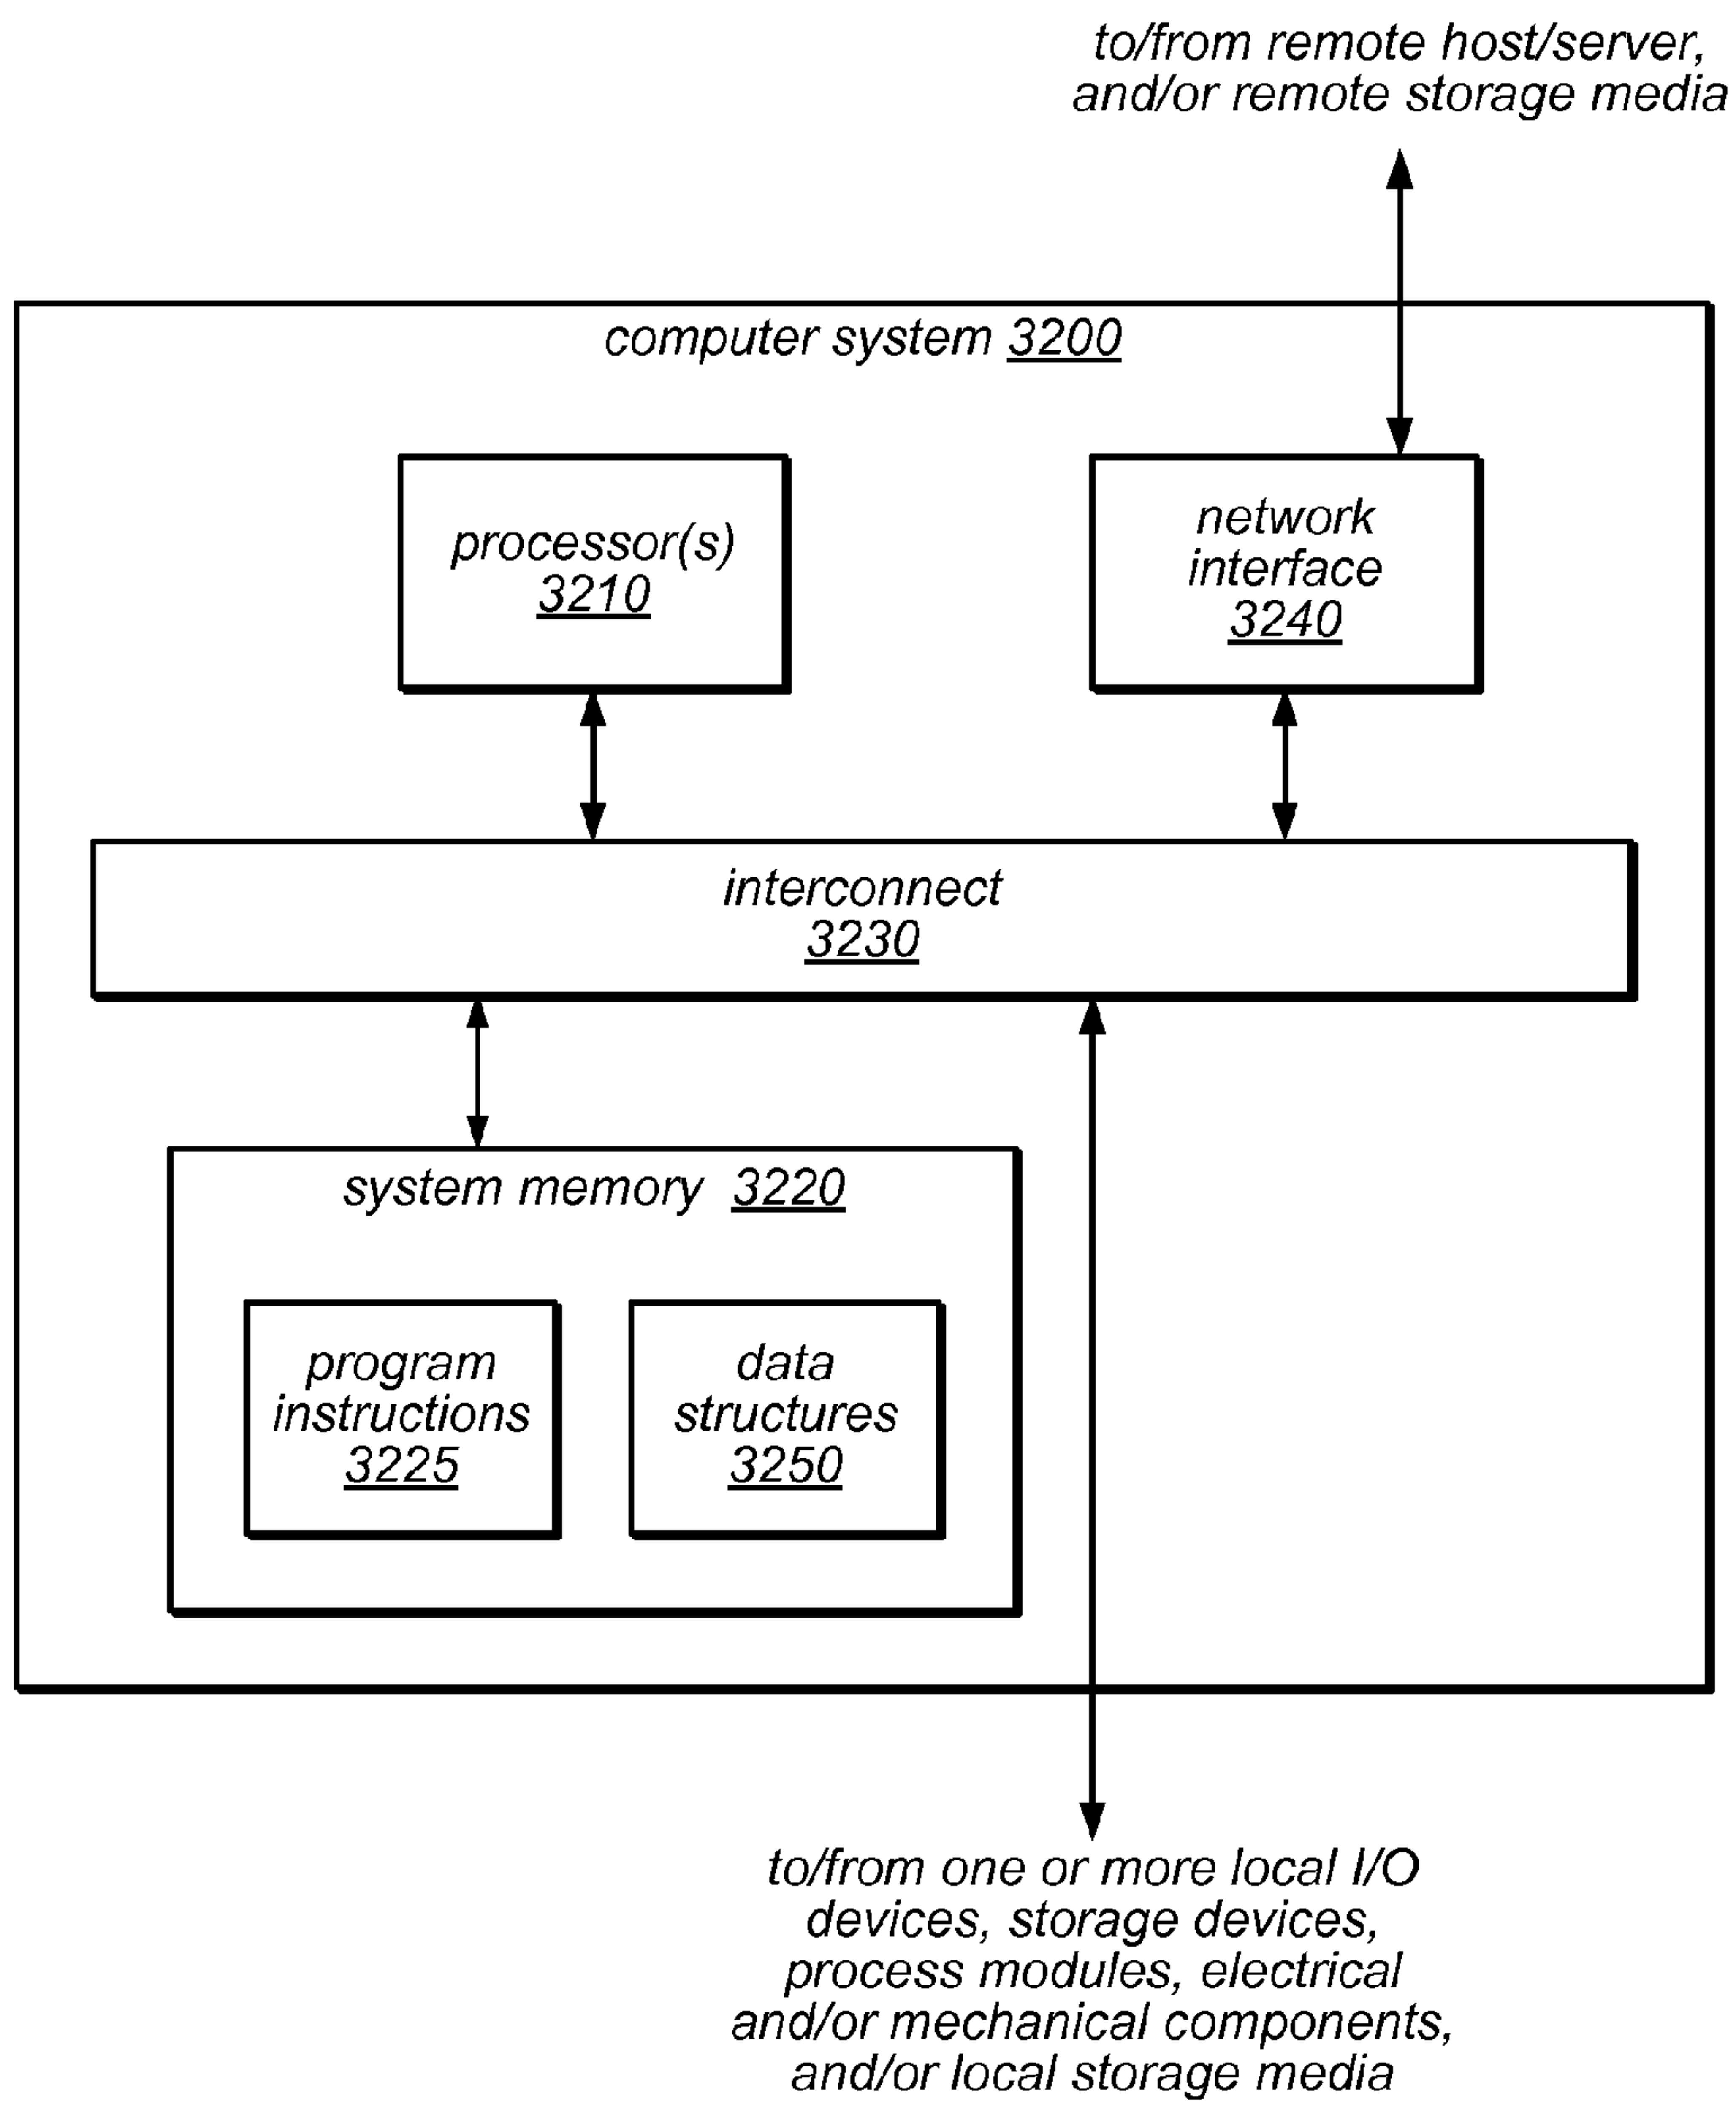 to/from remote host/server,
and/or remote storage media
computer system 3200
processor(s)
3210
network
interface
3240
interconnect
3230
system memory 3220
program
instructions
3225
data
structures
3250
to/from one or more local I/O
devices, storage devices,
process modules, electrical
and/or mechanical components,
and/or local storage media